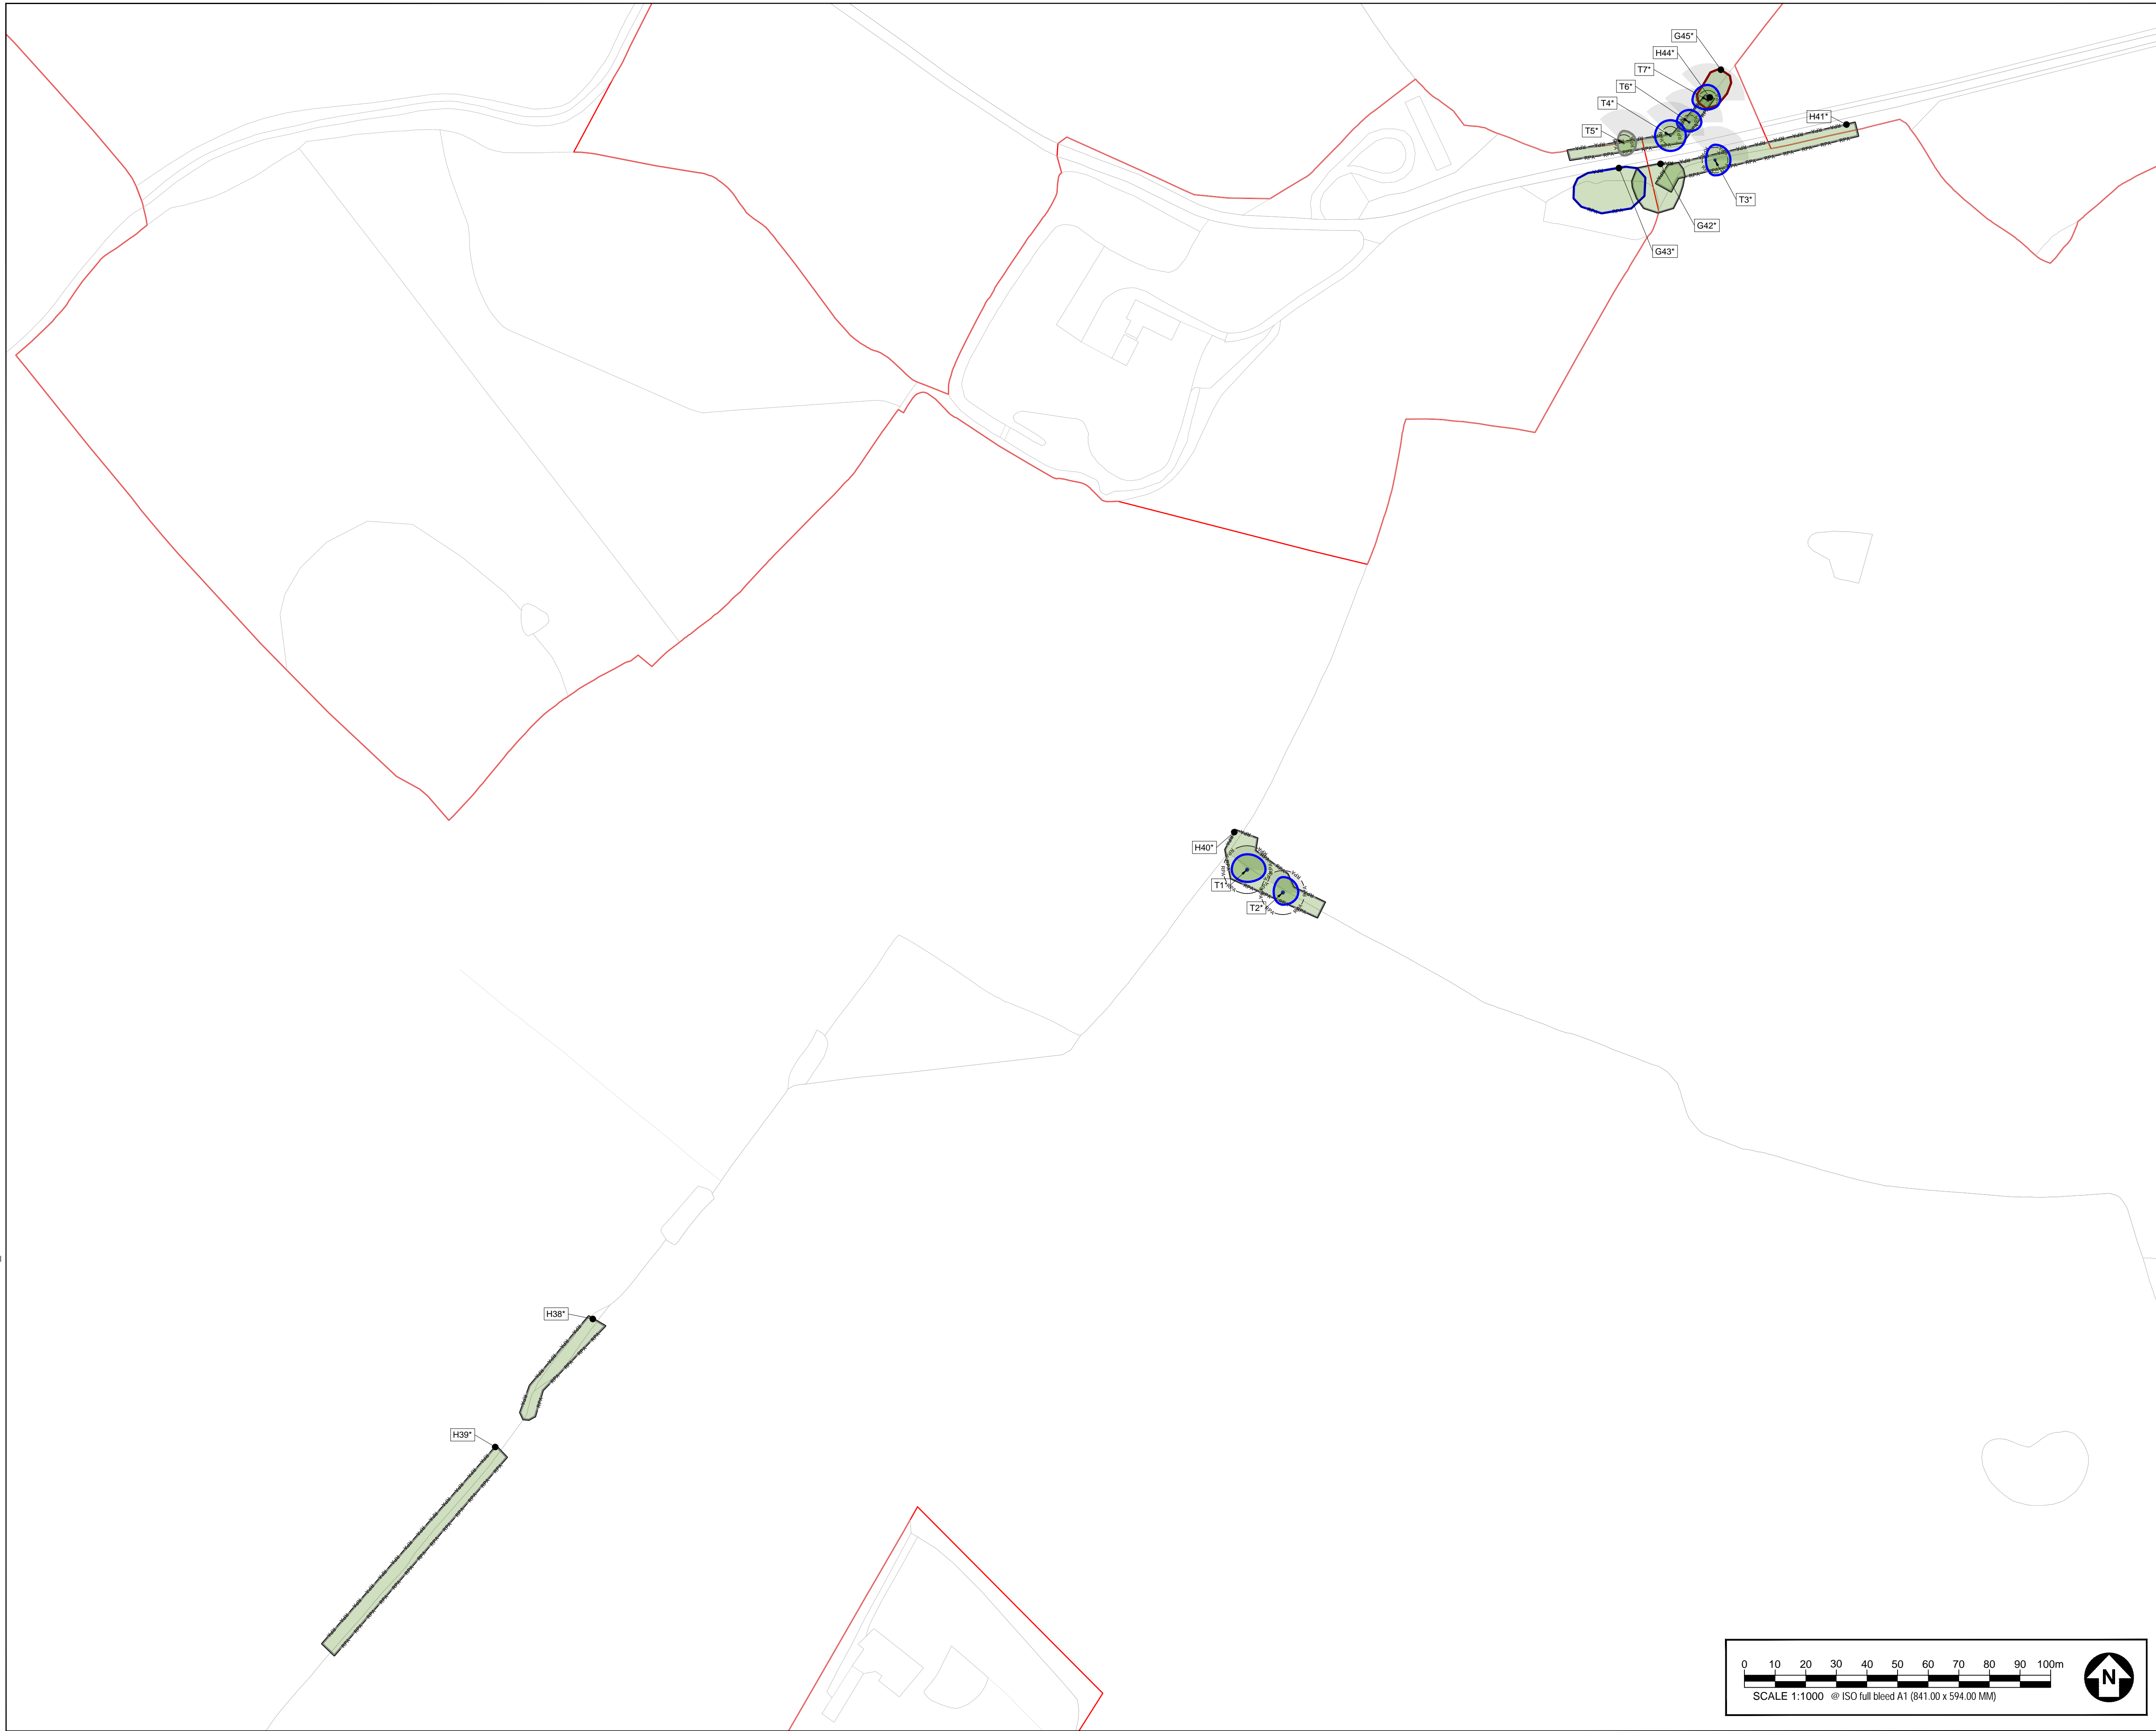 G45*
H44*
T7*
T6*
T4*
T5*
H41*
T3*
G42*
G43*
H40*
T1*
T2*
H38*
H39*
RPA
0 10 20 30 40 50 60 70 80 90 100m
SCALE 1:1000 @ ISO full bleed A1 (841.00 x 594.00 MM)
N